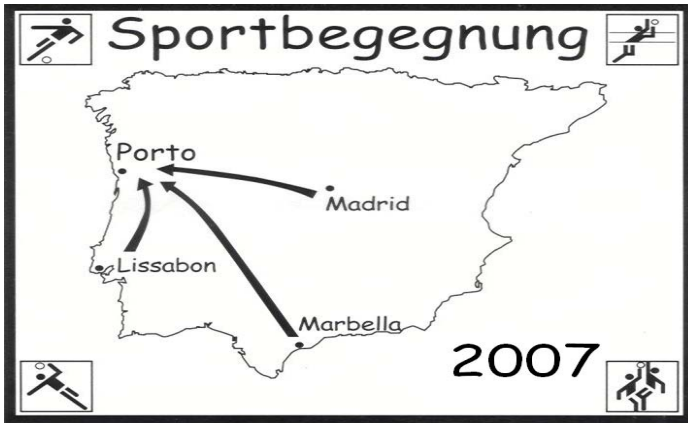 Sportbegegnung
Porto
Madrid
Lissabon
Marbella
2007